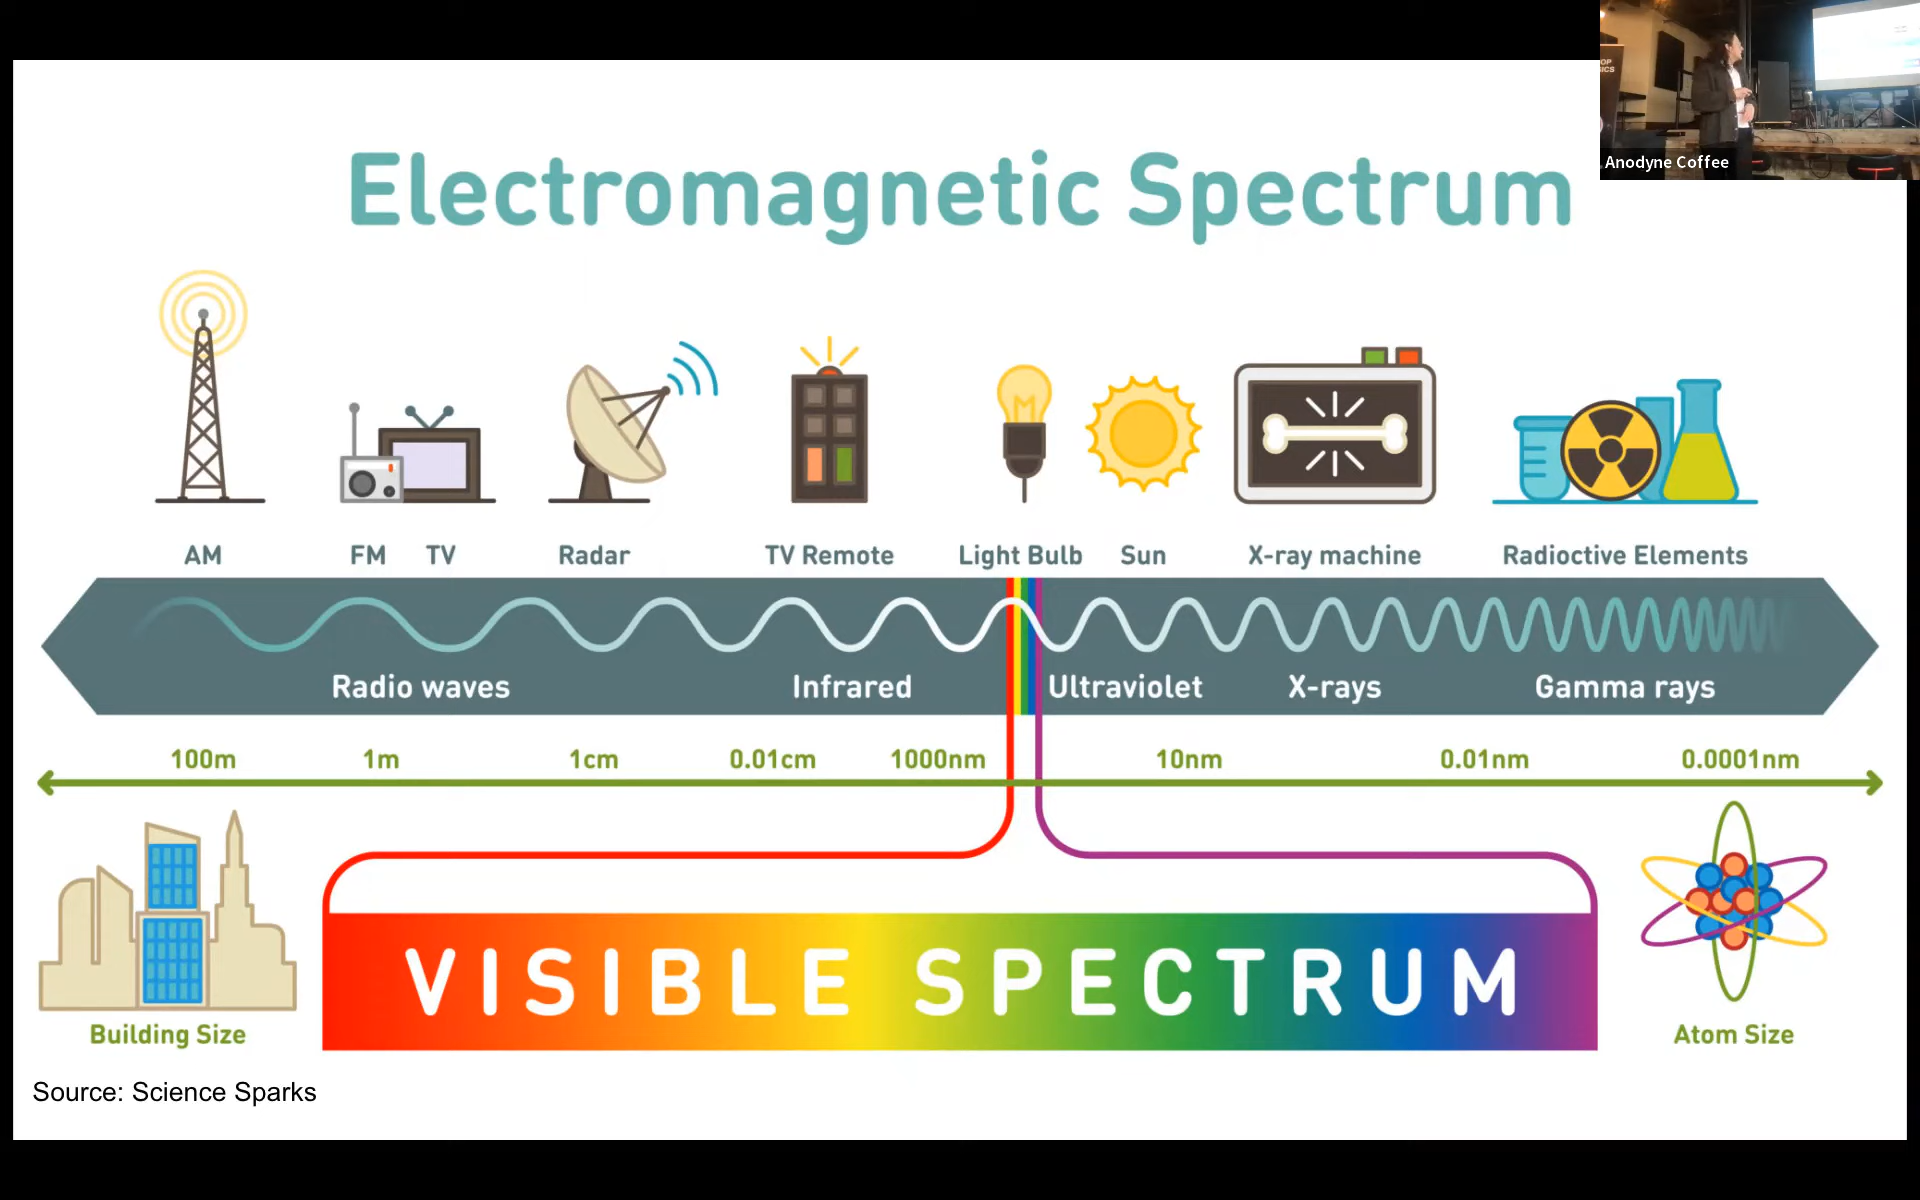 Electromagnetic Spectrum
OP
ICS
Anodyne Coffee
AM FM TV Radar TV Remote Light Bulb Sun X-ray machine Radioctive Elements
Radio waves Infrared Ultraviolet X-rays Gamma rays
100m 1m 1cm 0.01cm 1000nm 10nm 0.01nm 0.0001nm
VISIBLE SPECTRUM
Building Size
Atom Size
Source: Science Sparks